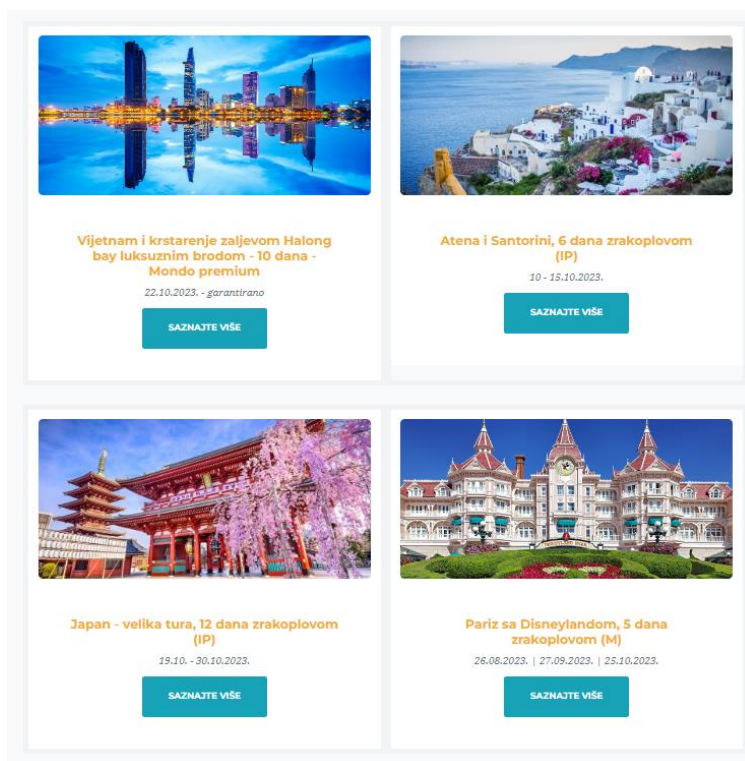 Vijetnam i krstarenje zaljevom Halong
bay luksuznim brodom - 10 dana -
Mondo premium
22.10.2023. - garantirano
SAZNAJTE VIŠE
Atena i Santorini, 6 dana zrakoplovom
(IP)
10 - 15.10.2023.
SAZNAJTE VIŠE
Japan - velika tura, 12 dana zrakoplovom
(IP)
19.10. - 30.10.2023.
SAZNAJTE VIŠE
Pariz sa Disneylandom, 5 dana
zrakoplovom (M)
26.08.2023. | 27.09.2023. | 25.10.2023.
SAZNAJTE VIŠE